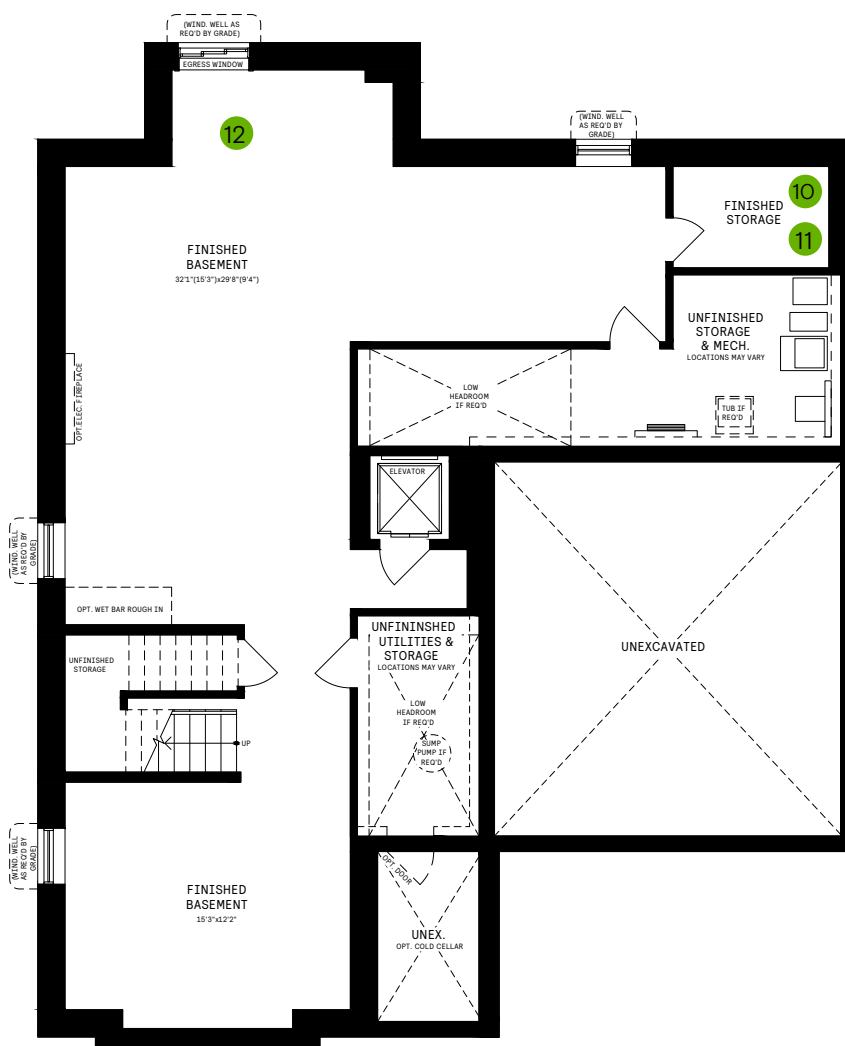 (WIND. WELL AS
REQ'D BY GRADE)
EGRESS WINDOW
12
(WIND. WELL
AS REQ'D BY
GRADE)
10
FINISHED
STORAGE
11
FINISHED
BASEMENT
32'1"(15'3")x29'8"(9'4")
UNFINISHED
STORAGE
& MECH.
LOCATIONS MAY VARY
OPT. ELEC. FIREPLACE
LOW
HEADROOM
IF REQ'D
TUB IF
REQ'D
ELEVATOR
(WIND. WELL
AS REQ'D BY
GRADE)
OPT. WET BAR ROUGH IN
UNFININSHED
UTILITIES &
STORAGE
LOCATIONS MAY VARY
UNEXCAVATED
UNFINISHED
STORAGE
LOW
HEADROOM
IF REQ'D
UP
SUMP
PUMP IF
REQ'D
(WIND. WELL
AS REQ'D BY
GRADE)
OPT. DOOR
FINISHED
BASEMENT
15'3"x12'2"
UNEX.
OPT. COLD CELLAR